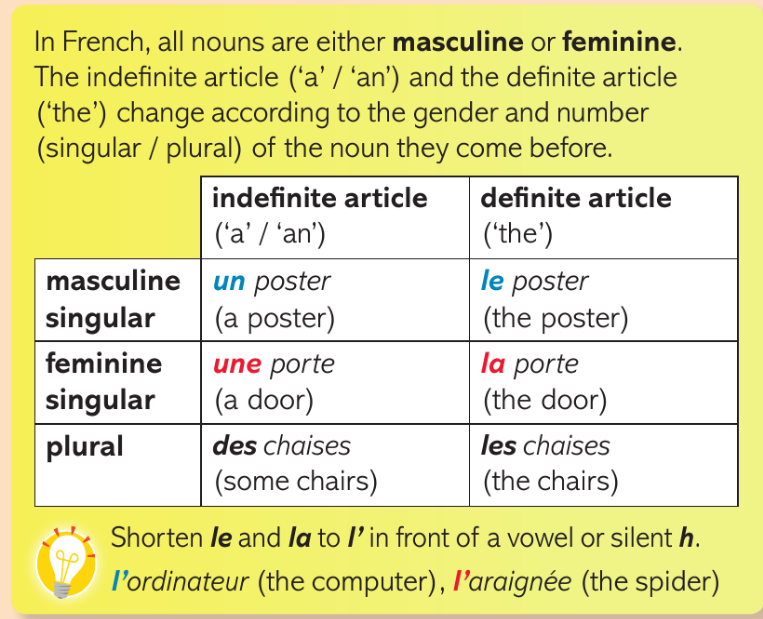 In French, all nouns are either masculine or feminine.
The indefinite article (‘a’ / ‘an’) and the definite article
(‘the’) change according to the gender and number
(singular / plural) of the noun they come before.
indefinite article definite article
(‘a’ / ‘an’) (‘the’)
masculine un poster le poster
singular (a poster) (the poster)
feminine une porte la porte
singular (a door) (the door)
plural des chaises les chaises
(some chairs) (the chairs)
Shorten le and la to l’ in front of a vowel or silent h.
l’ordinateur (the computer), l’araignée (the spider)